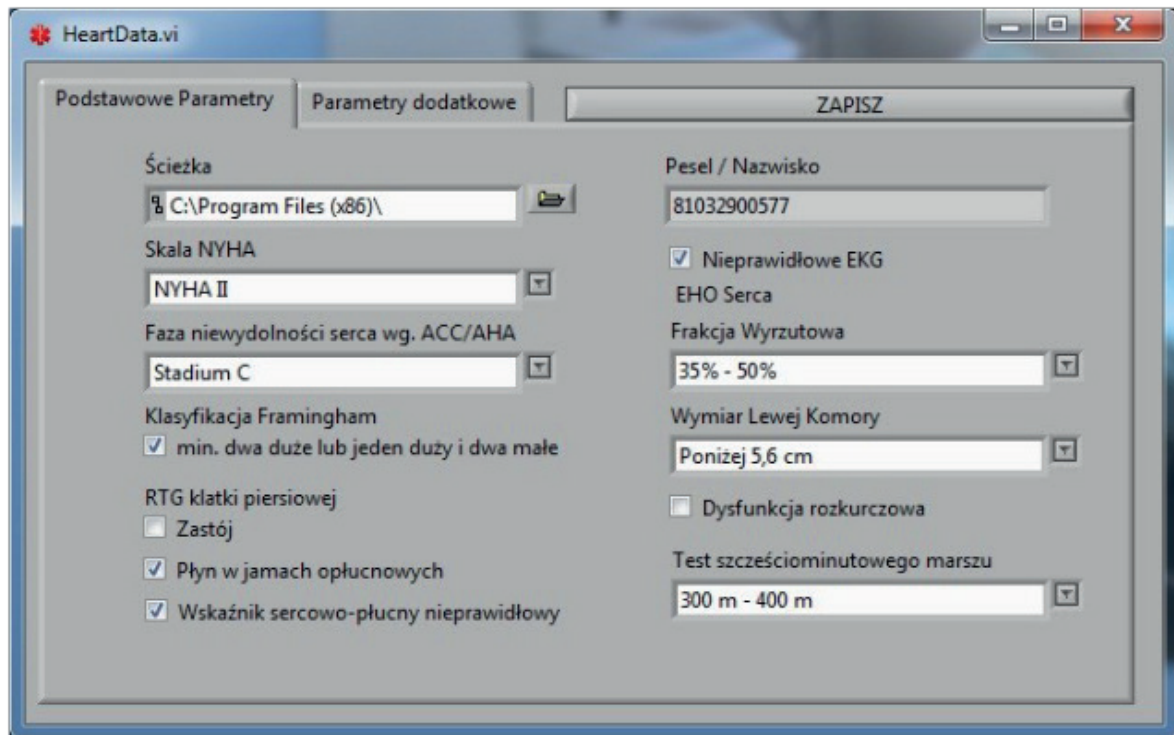 HeartData.vi
Podstawowe Parametry
Parametry dodatkowe
ZAPISZ
Ścieżka
C:\Program Files (x86)\
Skala NYHA
NYHA II
Faza niewydolności serca wg. ACC/AHA
Stadium C
Klasyfikacja Framingham
min. dwa duże lub jeden duży i dwa małe
RTG klatki piersiowej
Zastój
Płyn w jamach opłucnowych
Wskaźnik sercowo-płucny nieprawidłowy
Pesel / Nazwisko
81032900577
Nieprawidłowe EKG
EHO Serca
Frakcja Wyrzutowa
35% - 50%
Wymiar Lewej Komory
Poniżej 5,6 cm
Dysfunkcja rozkurczowa
Test szcześciominutowego marszu
300 m - 400 m